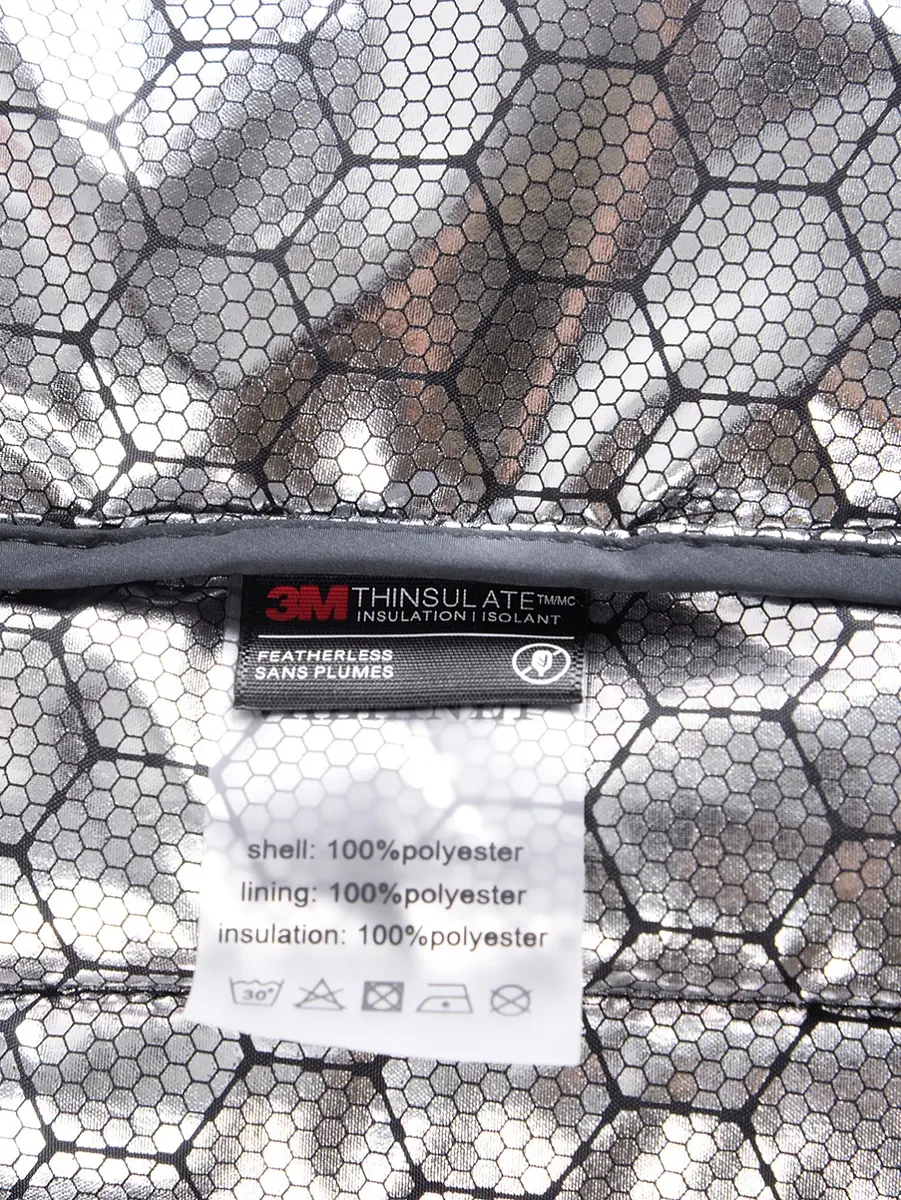 3M THINSULATE TM/MC
INSULATION | ISOLANT
FEATHERLESS
SANS PLUMES
shell: 100%polyester
lining: 100%polyester
insulation: 100%polyester
30°